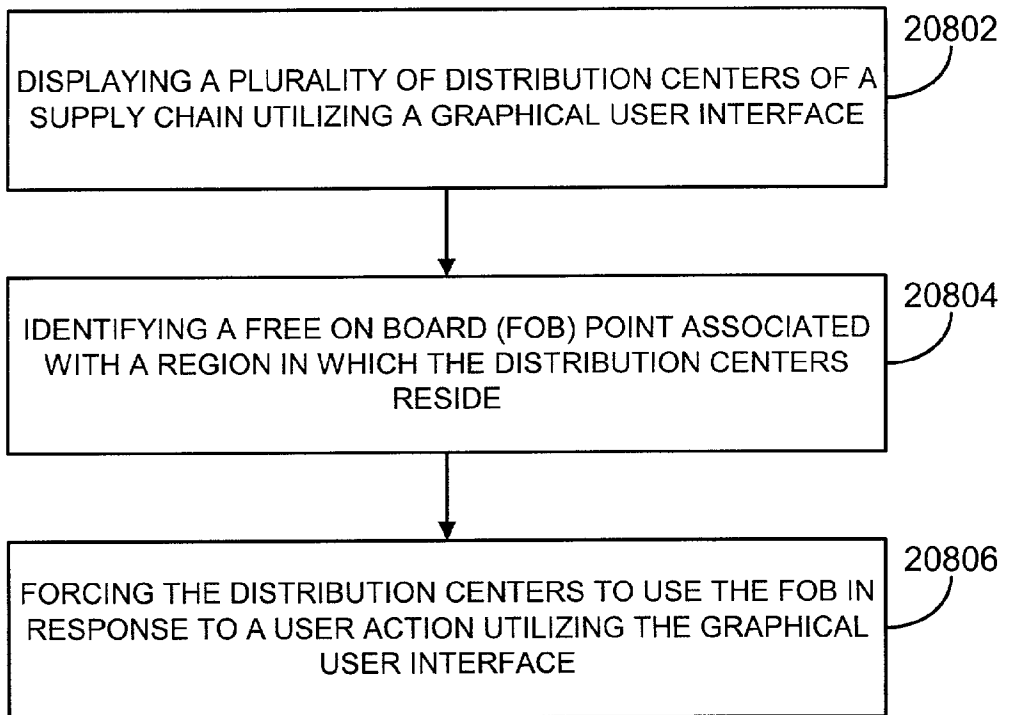 20802
DISPLAYING A PLURALITY OF DISTRIBUTION CENTERS OF A
SUPPLY CHAIN UTILIZING A GRAPHICAL USER INTERFACE
20804
IDENTIFYING A FREE ON BOARD (FOB) POINT ASSOCIATED
WITH A REGION IN WHICH THE DISTRIBUTION CENTERS
RESIDE
20806
FORCING THE DISTRIBUTION CENTERS TO USE THE FOB IN
RESPONSE TO A USER ACTION UTILIZING THE GRAPHICAL
USER INTERFACE